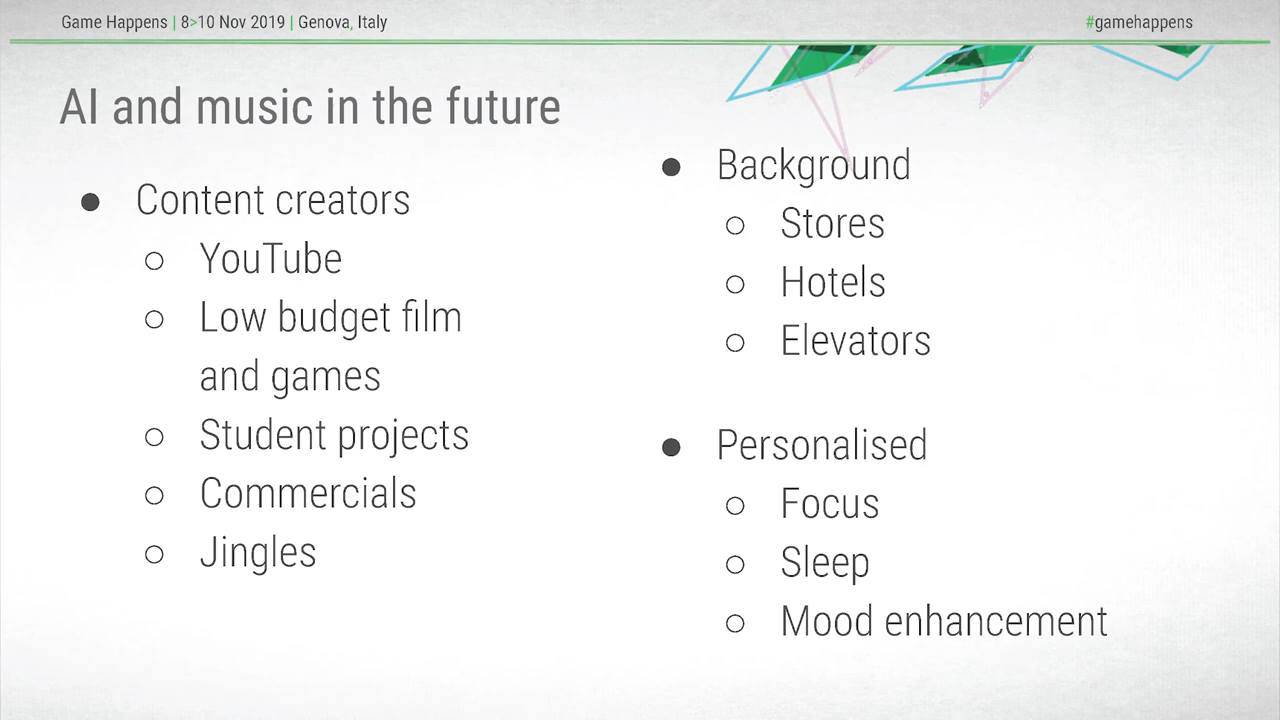 Game Happens | 8>10 Nov 2019 | Genova, Italy
#gamehappens
AI and music in the future
● Content creators
○ YouTube
○ Low budget film
and games
○ Student projects
○ Commercials
○ Jingles
● Background
○ Stores
○ Hotels
○ Elevators
● Personalised
○ Focus
○ Sleep
○ Mood enhancement